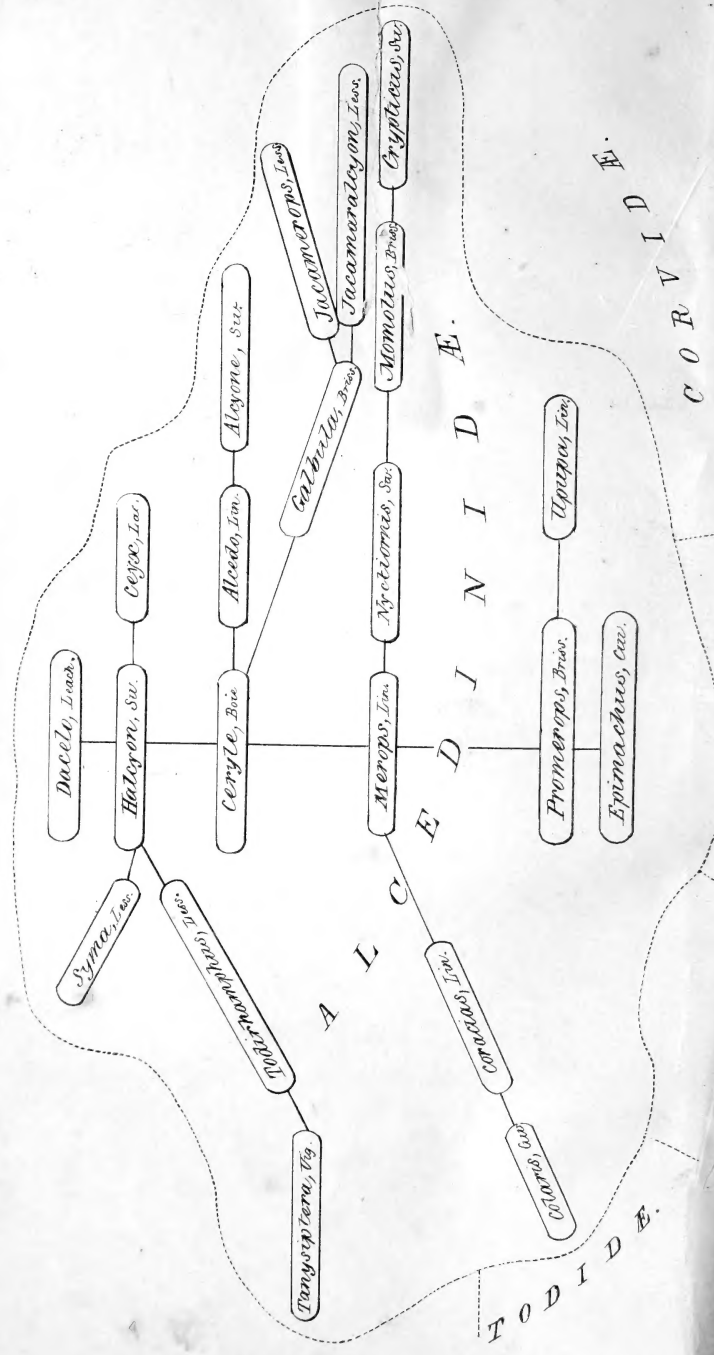 Dacelo, Leach.
Syma, Less.
Halcyon, Sw.
Ceyx, Lac.
Todirhamphus, Less.
Tanysiptera, Vig.
Ceryle, Boie
Alcedo, Lin.
Alcyone, Sw.
Galbula, Briss.
Jacamerops, Less
Jacamaralcyon, Less.
Merops, Lin.
Nyctiornis, Sw.
Momotus, Briss.
Crypticus, Sw.
Coracias, Lin.
Colaris, Cuv.
ALCEDINIDÆ.
Promerops, Briss.
Upupa, Lin.
Epimachus, Cuv.
TODIDÆ.
CORVIDÆ.